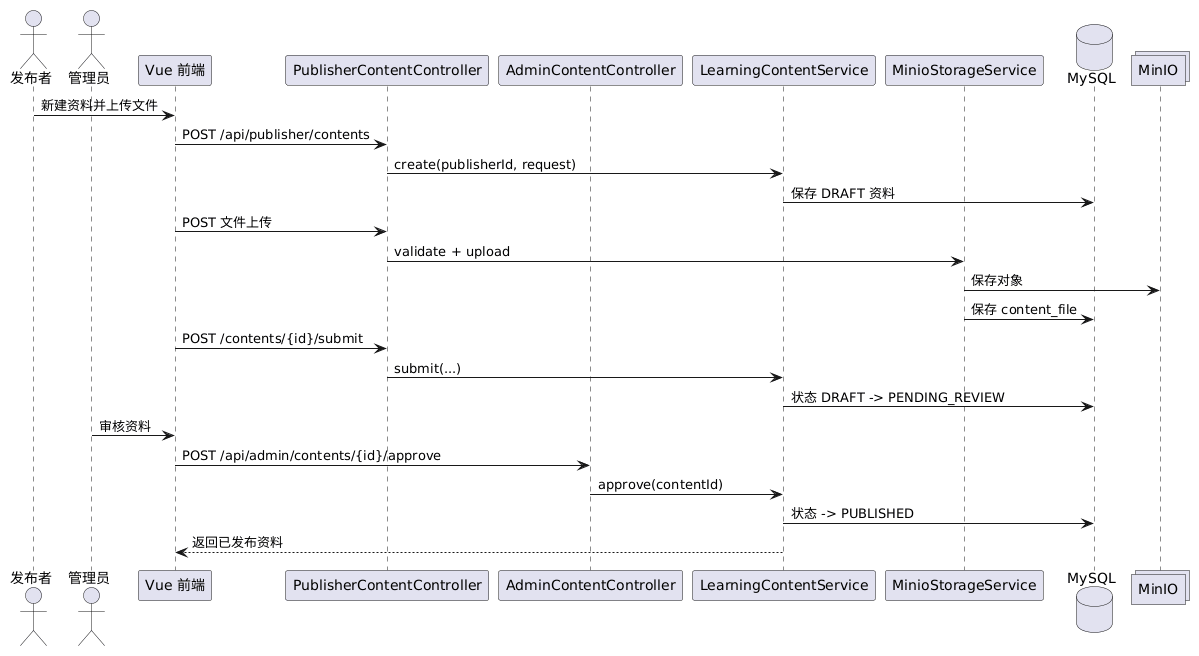 发布者
管理员
Vue 前端
PublisherContentController
AdminContentController
LearningContentService
MinioStorageService
MySQL
MinIO
新建资料并上传文件
POST /api/publisher/contents
create(publisherId, request)
保存 DRAFT 资料
POST 文件上传
validate + upload
保存对象
保存 content_file
POST /contents/{id}/submit
submit(...)
状态 DRAFT -> PENDING_REVIEW
审核资料
POST /api/admin/contents/{id}/approve
approve(contentId)
状态 -> PUBLISHED
返回已发布资料
发布者
管理员
Vue 前端
PublisherContentController
AdminContentController
LearningContentService
MinioStorageService
MySQL
MinIO